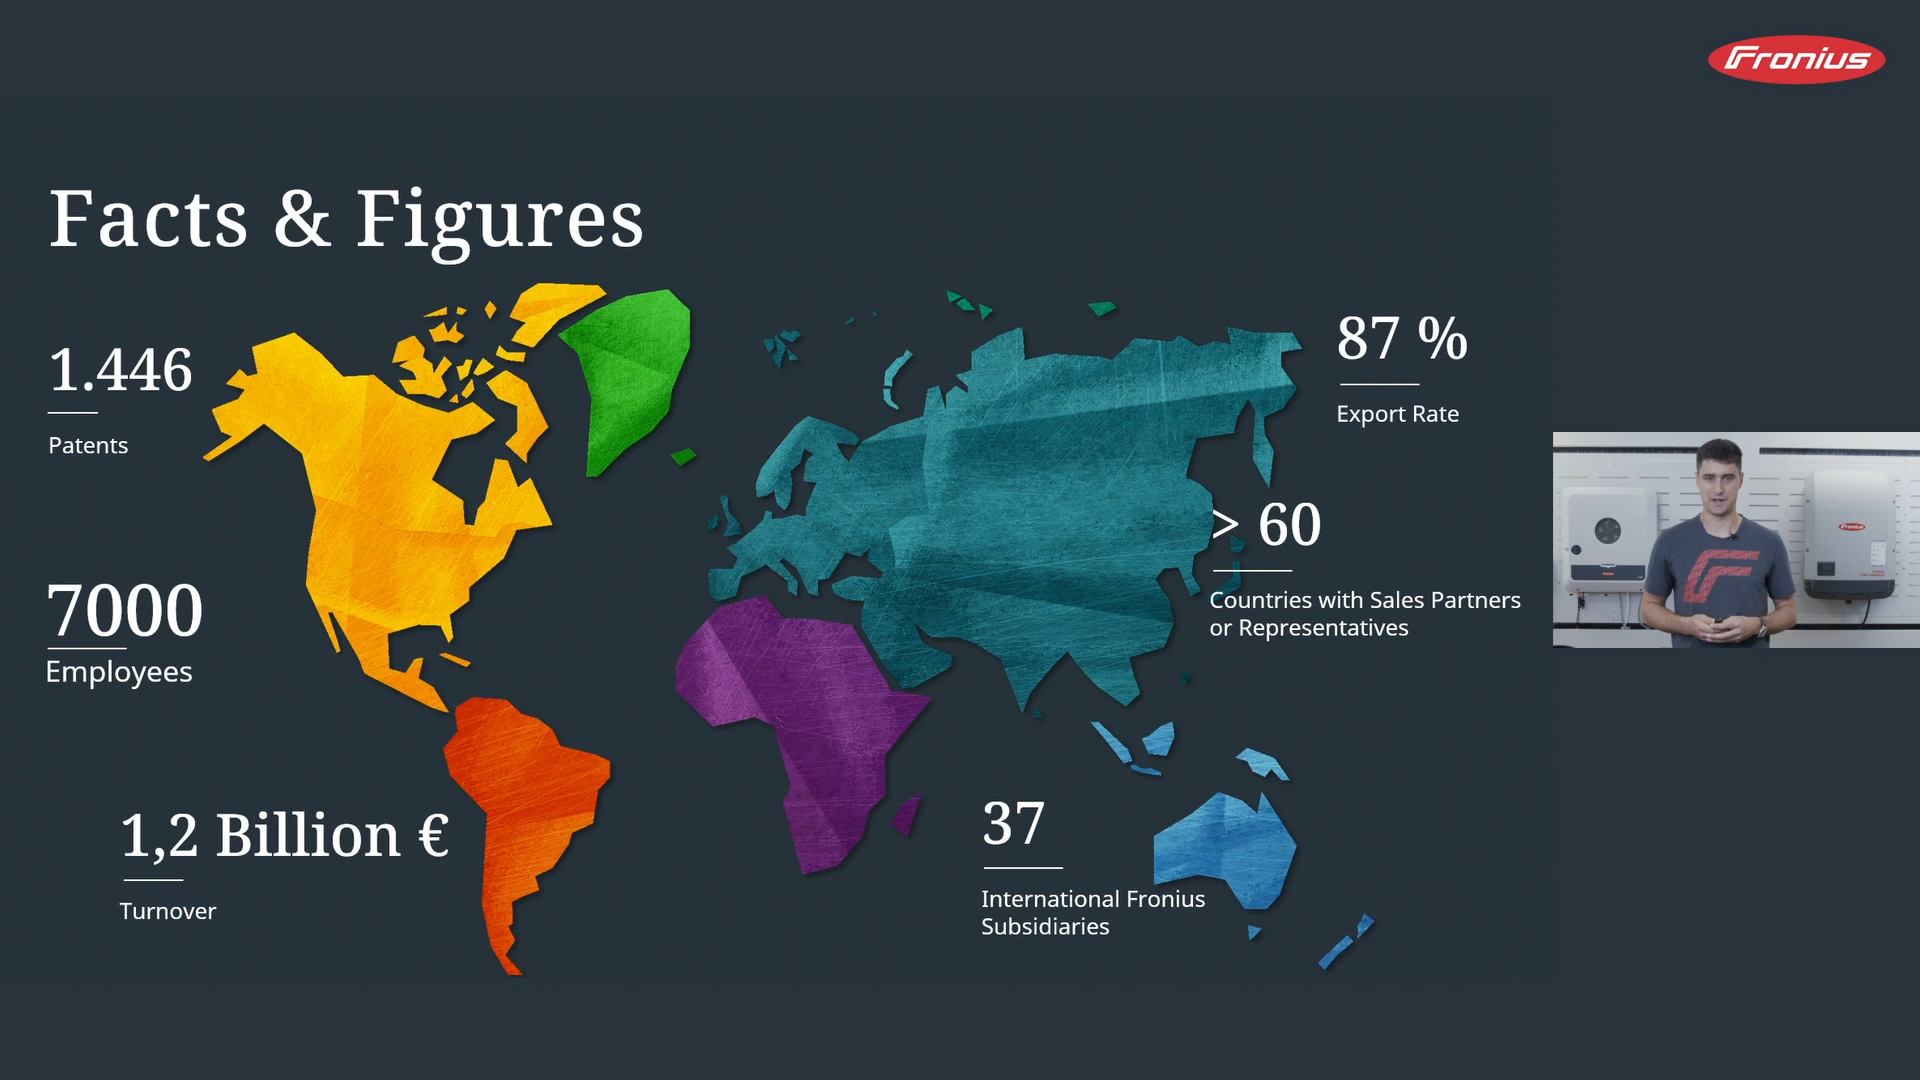 Fronius
Facts & Figures
1.446
Patents
7000
Employees
1,2 Billion €
Turnover
87 %
Export Rate
> 60
Countries with Sales Partners
or Representatives
37
International Fronius
Subsidiaries
Fronius